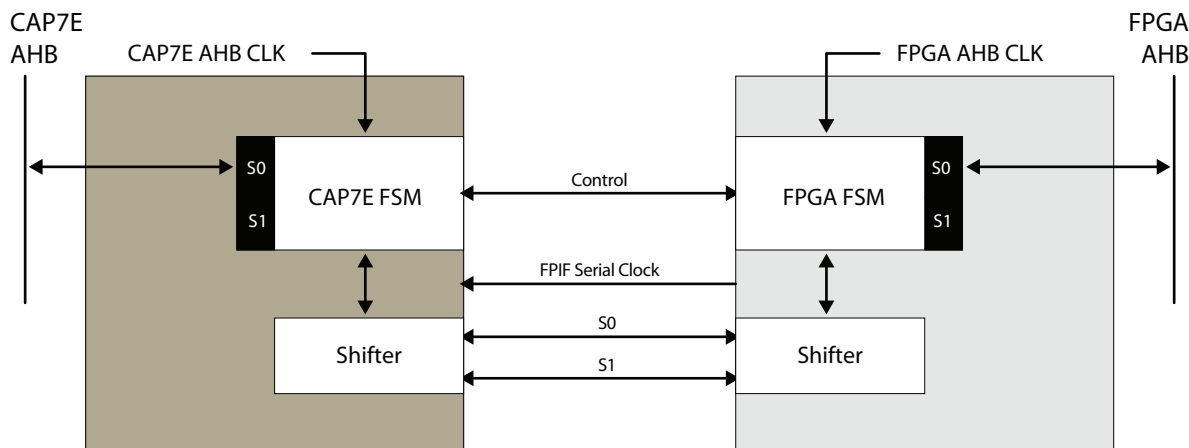 CAP7E
AHB
FPGA
AHB
CAP7E AHB CLK
FPGA AHB CLK
S0
S1
CAP7E FSM
Control
FPGA FSM
S0
S1
FPIF Serial Clock
Shifter
S0
S1
Shifter